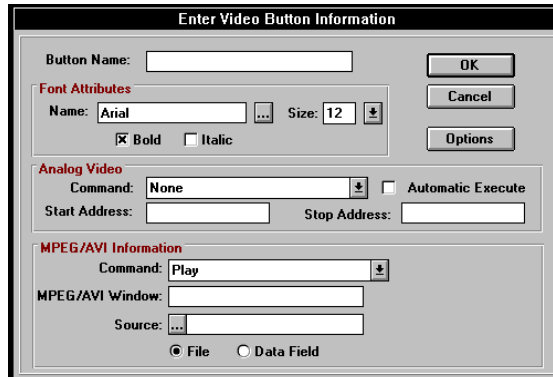 Enter Video Button Information
Button Name:
OK
Font Attributes
Name: Arial ... Size: 12
Cancel
Bold Italic
Options
Analog Video
Command: None Automatic Execute
Start Address: Stop Address:
MPEG/AVI Information
Command: Play
MPEG/AVI Window:
Source: ...
File Data Field